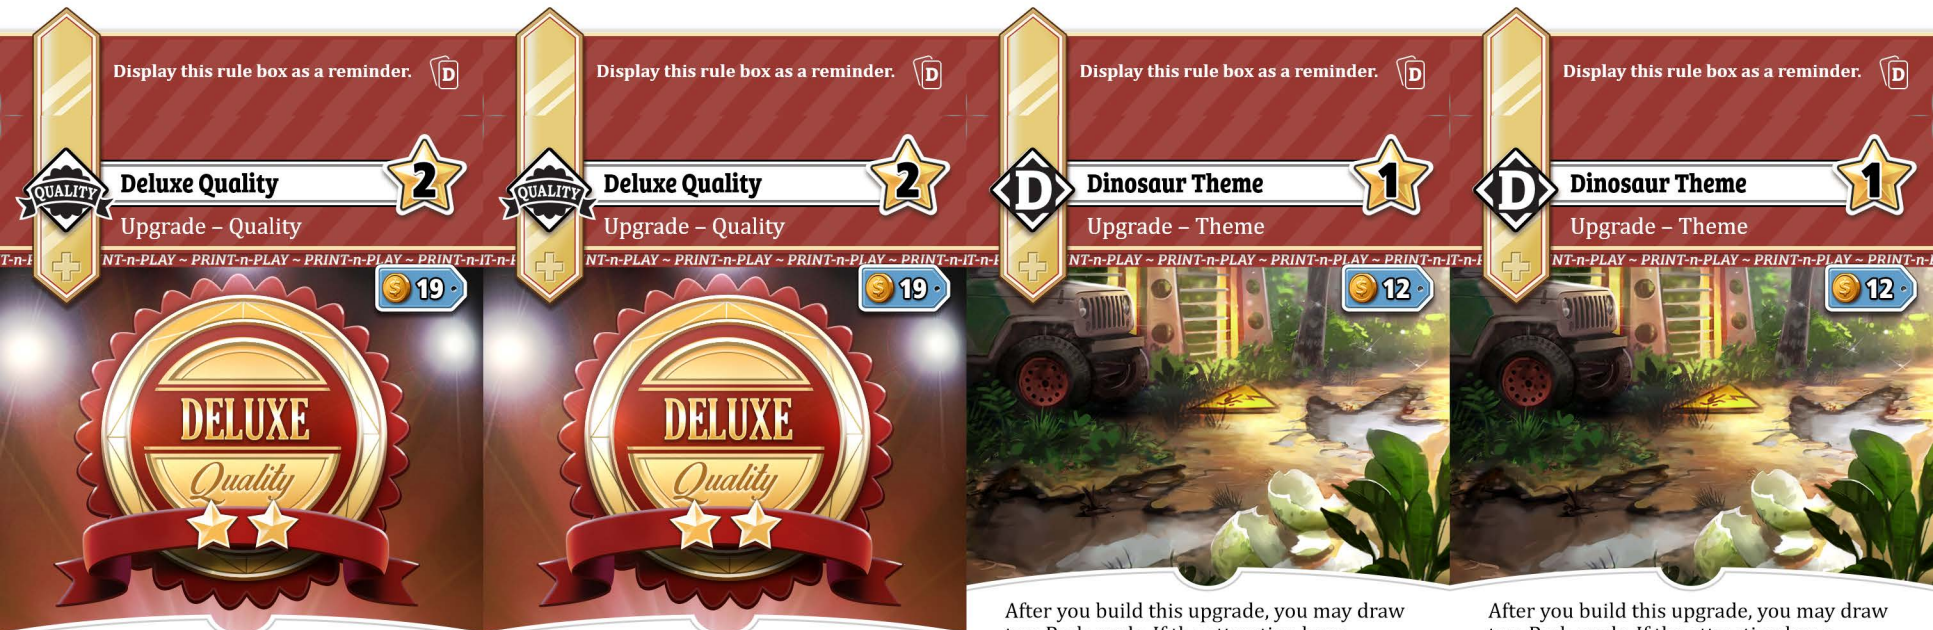 Display this rule box as a reminder. D
QUALITY
Deluxe Quality 2
Upgrade – Quality
NT-n-PLAY ~ PRINT-n-PLAY ~ PRINT-n-PLAY ~ PRINT-n-
$ 19
DELUXE
Quality
Display this rule box as a reminder. D
QUALITY
Deluxe Quality 2
Upgrade – Quality
NT-n-PLAY ~ PRINT-n-PLAY ~ PRINT-n-PLAY ~ PRINT-n-
$ 19
DELUXE
Quality
Display this rule box as a reminder. D
D
Dinosaur Theme 1
Upgrade – Theme
NT-n-PLAY ~ PRINT-n-PLAY ~ PRINT-n-PLAY ~ PRINT-n-
$ 12
After you build this upgrade, you may draw
Display this rule box as a reminder. D
D
Dinosaur Theme 1
Upgrade – Theme
NT-n-PLAY ~ PRINT-n-PLAY ~ PRINT-n-PLAY ~ PRINT-n-
$ 12
After you build this upgrade, you may draw